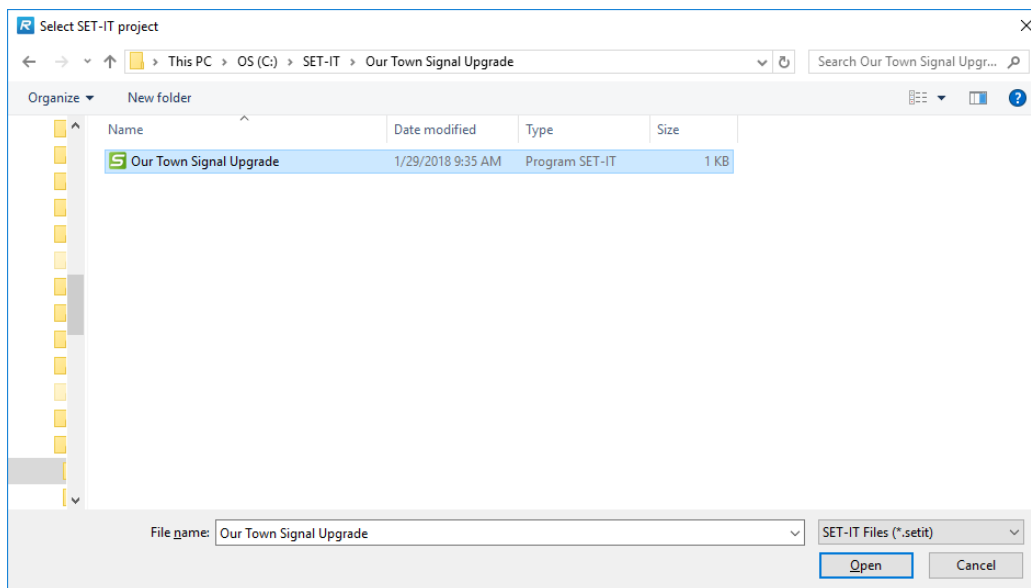 Select SET-IT project
This PC > OS (C:) > SET-IT > Our Town Signal Upgrade
Search Our Town Signal Upgr...
Organize New folder
Name Date modified Type Size
Our Town Signal Upgrade 1/29/2018 9:35 AM Program SET-IT 1 KB
File name: Our Town Signal Upgrade SET-IT Files (*.setit)
Open Cancel